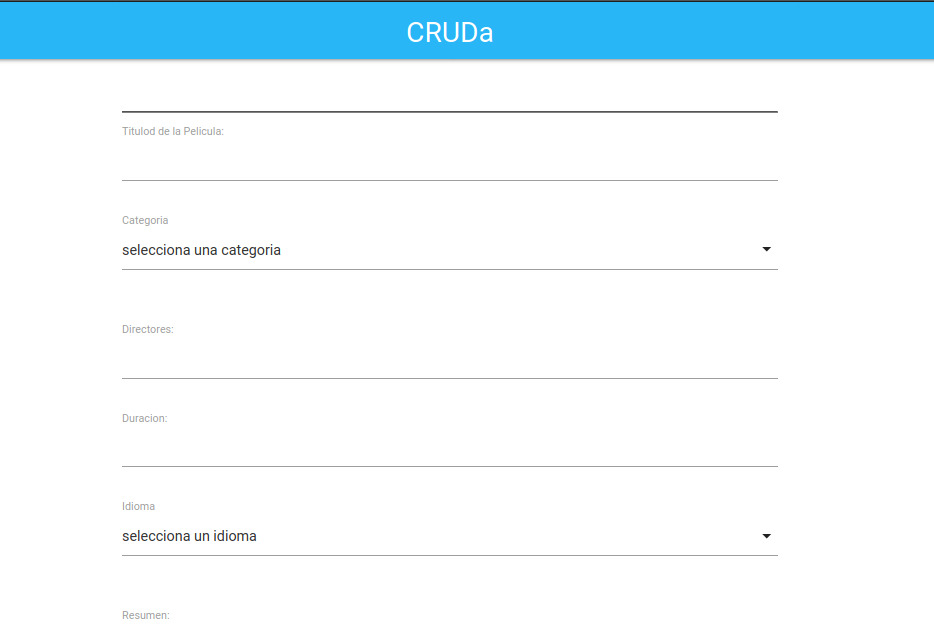 CRUDa
Titulod de la Pelicula:
Categoria
selecciona una categoria
Directores:
Duracion:
Idioma
selecciona un idioma
Resumen: